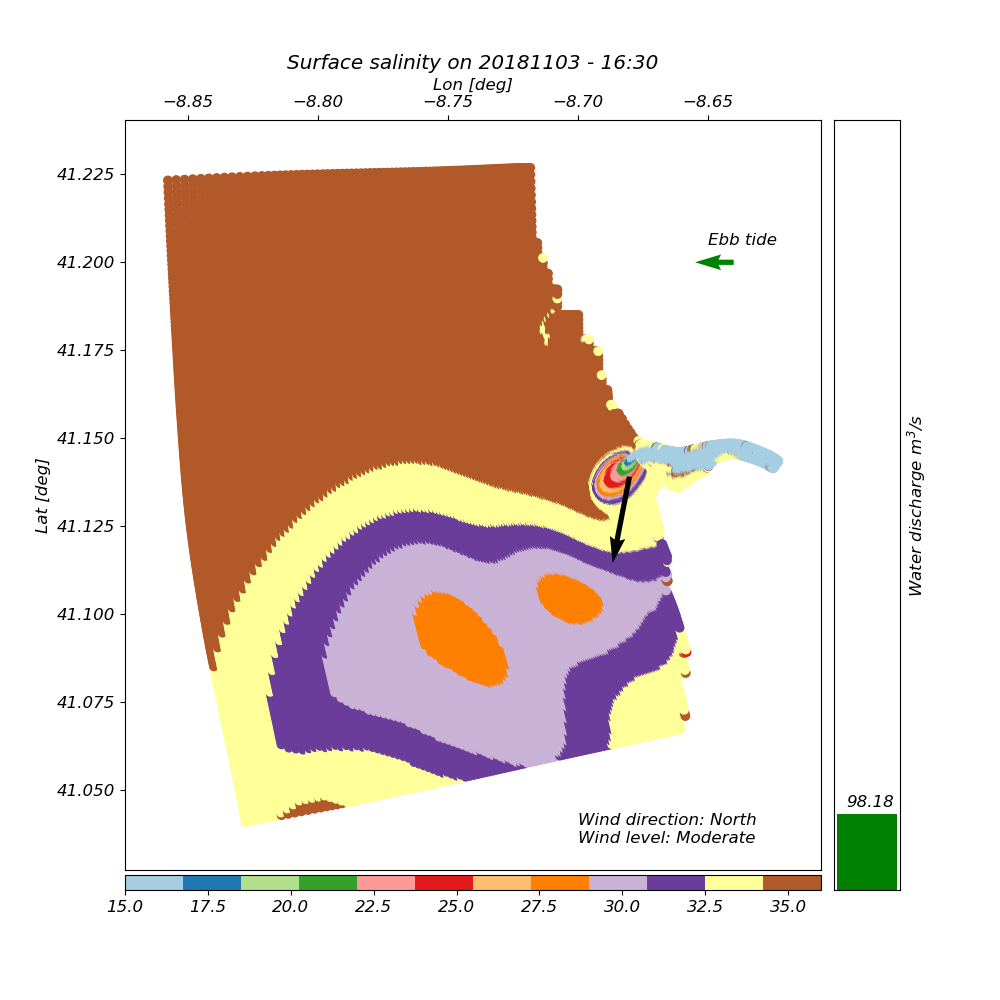 Surface salinity on 20181103 - 16:30
Lon [deg]
−8.85 −8.80 −8.75 −8.70 −8.65
41.225
41.200
41.175
41.150
41.125
41.100
41.075
41.050
Lat [deg]
Ebb tide
Wind direction: North
Wind level: Moderate
15.0 17.5 20.0 22.5 25.0 27.5 30.0 32.5 35.0
98.18
Water discharge m³/s